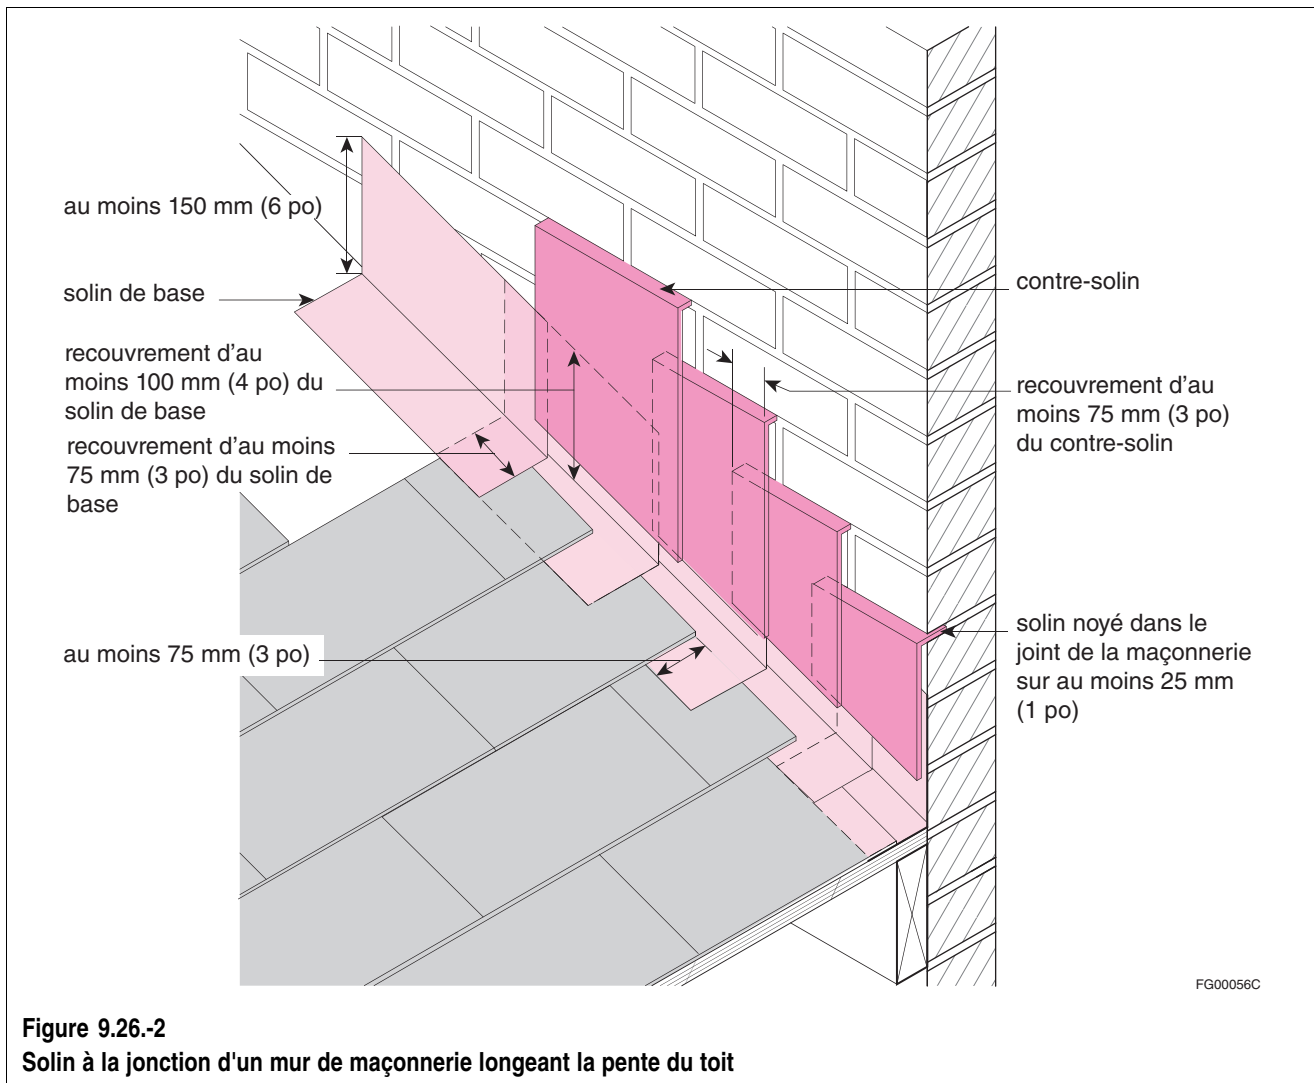 au moins 150 mm (6 po)
solin de base
recouvrement d'au
moins 100 mm (4 po) du
solin de base
recouvrement d'au moins
75 mm (3 po) du solin de
base
au moins 75 mm (3 po)
contre-solin
recouvrement d'au
moins 75 mm (3 po)
du contre-solin
solin noyé dans le
joint de la maçonnerie
sur au moins 25 mm
(1 po)
FG00056C
Figure 9.26.-2
Solin à la jonction d'un mur de maçonnerie longeant la pente du toit